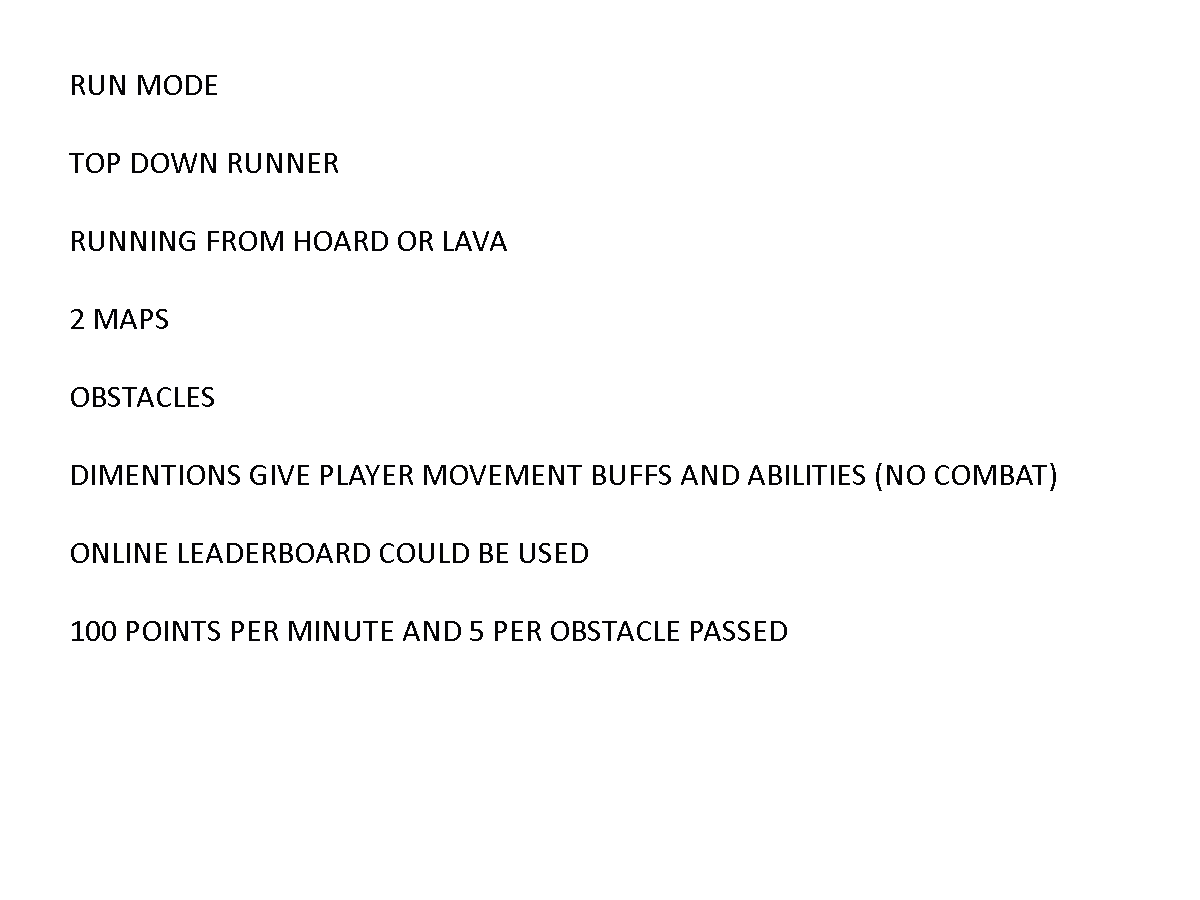 RUN MODE
TOP DOWN RUNNER
RUNNING FROM HOARD OR LAVA
2 MAPS
OBSTACLES
DIMENTIONS GIVE PLAYER MOVEMENT BUFFS AND ABILITIES (NO COMBAT)
ONLINE LEADERBOARD COULD BE USED
100 POINTS PER MINUTE AND 5 PER OBSTACLE PASSED